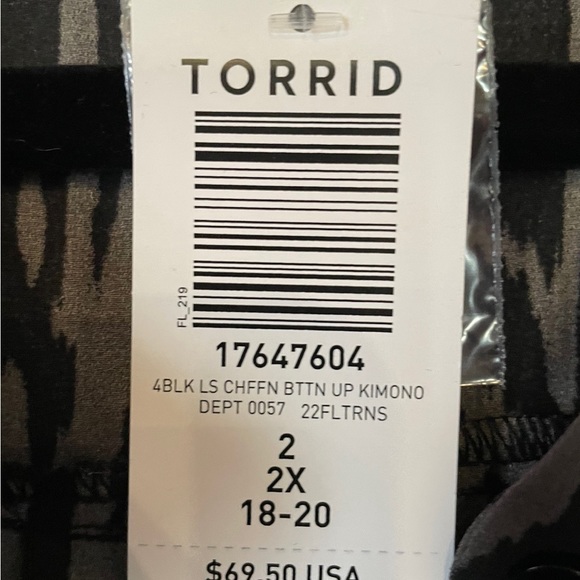 TORRID
FL_219
17647604
4BLK LS CHFFN BTTN UP KIMONO
DEPT 0057 22FLTRNS
2
2X
18-20
$69.50 USA